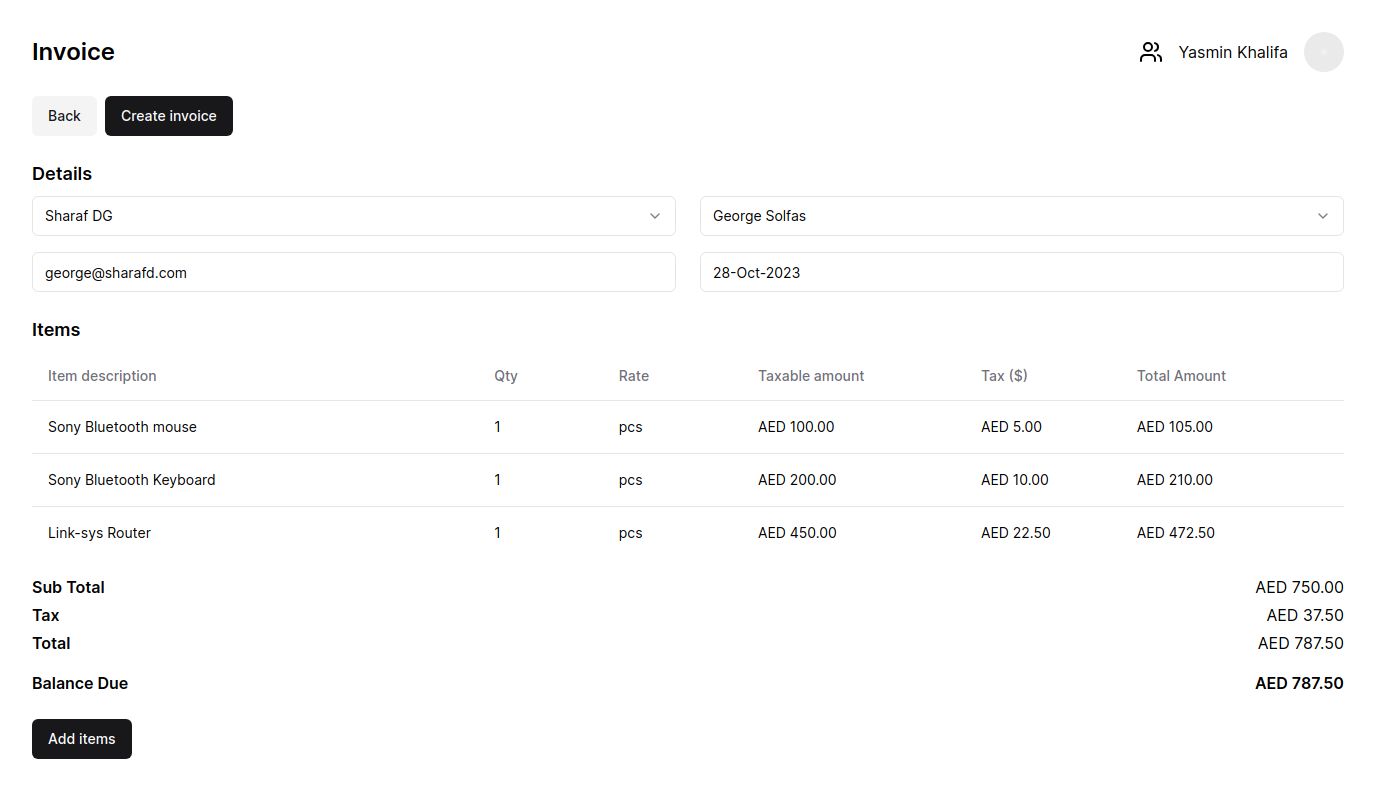 Invoice
Yasmin Khalifa
Back
Create invoice
Details
Sharaf DG
George Solfas
george@sharafd.com
28-Oct-2023
Items
Item description Qty Rate Taxable amount Tax ($) Total Amount
Sony Bluetooth mouse 1 pcs AED 100.00 AED 5.00 AED 105.00
Sony Bluetooth Keyboard 1 pcs AED 200.00 AED 10.00 AED 210.00
Link-sys Router 1 pcs AED 450.00 AED 22.50 AED 472.50
Sub Total AED 750.00
Tax AED 37.50
Total AED 787.50
Balance Due AED 787.50
Add items